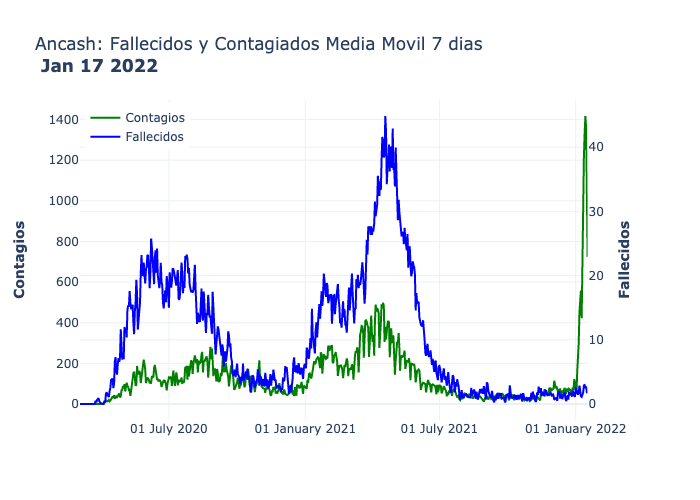 Ancash: Fallecidos y Contagiados Media Movil 7 dias
Jan 17 2022
Contagios
Fallecidos
1400
1200
1000
800
600
400
200
0
Contagios
40
30
20
10
0
Fallecidos
01 July 2020
01 January 2021
01 July 2021
01 January 2022